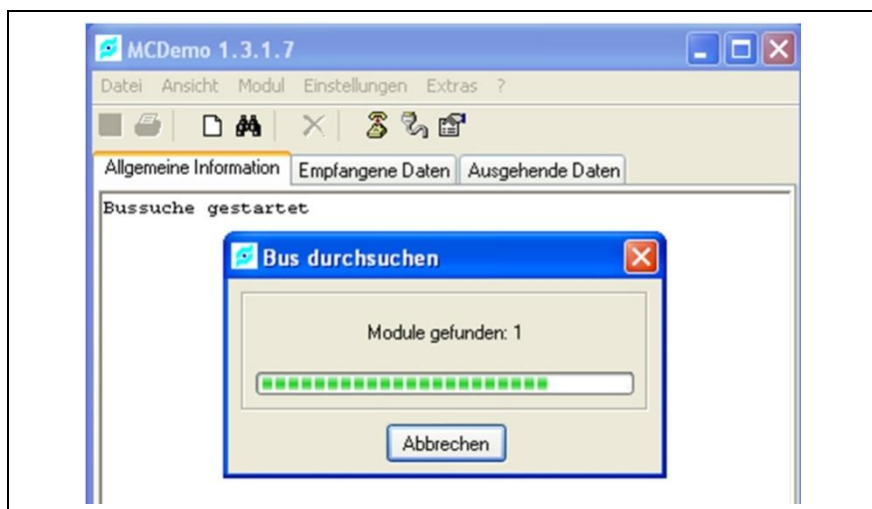 MCDemo 1.3.1.7
Datei Ansicht Modul Einstellungen Extras ?
Allgemeine Information Empfangene Daten Ausgehende Daten
Bussuche gestartet
Bus durchsuchen
Module gefunden: 1
Abbrechen